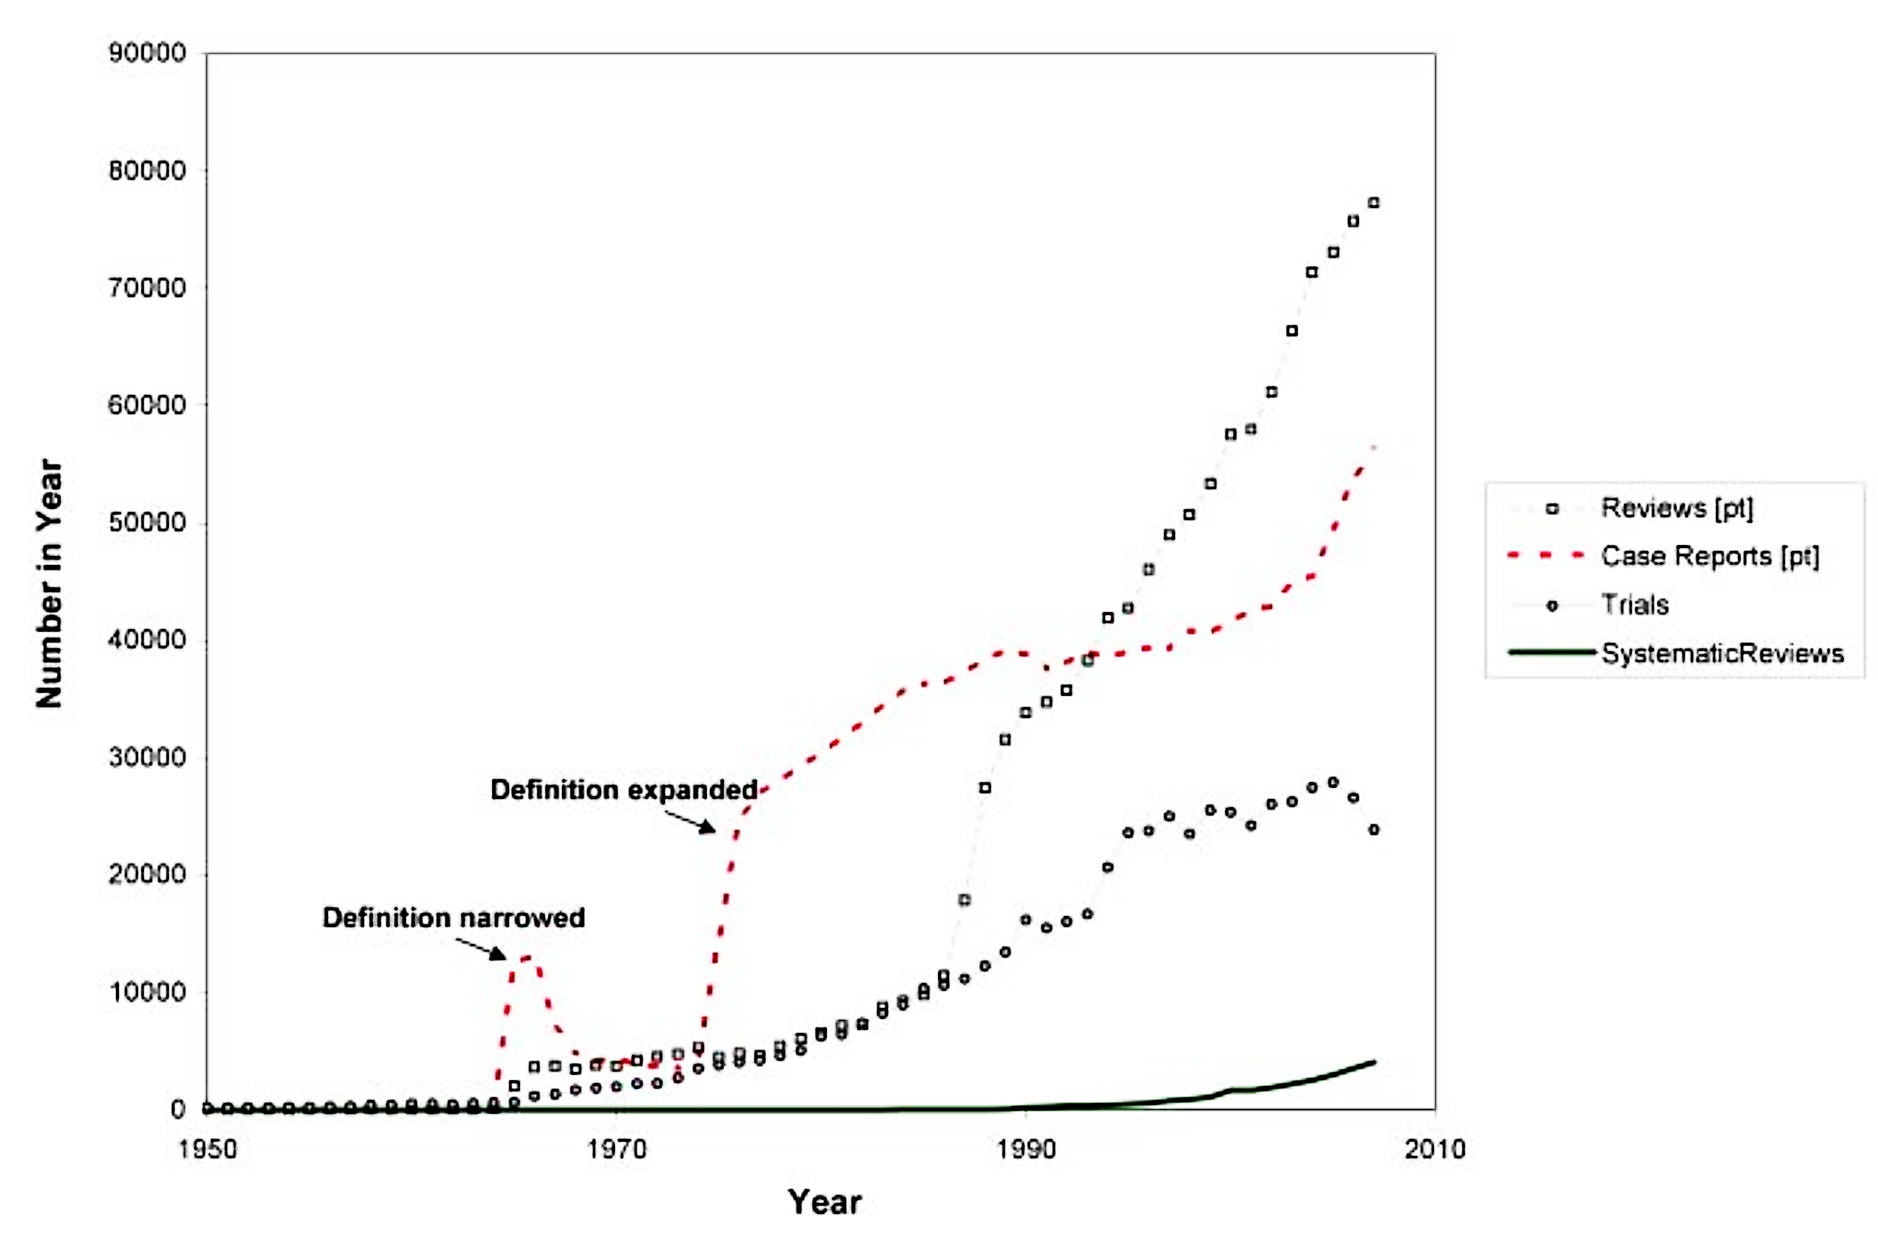 90000
80000
70000
60000
50000
40000
30000
20000
10000
0
Number in Year
Definition expanded
Definition narrowed
1950
1970
1990
2010
Year
Reviews [pt]
Case Reports [pt]
Trials
SystematicReviews